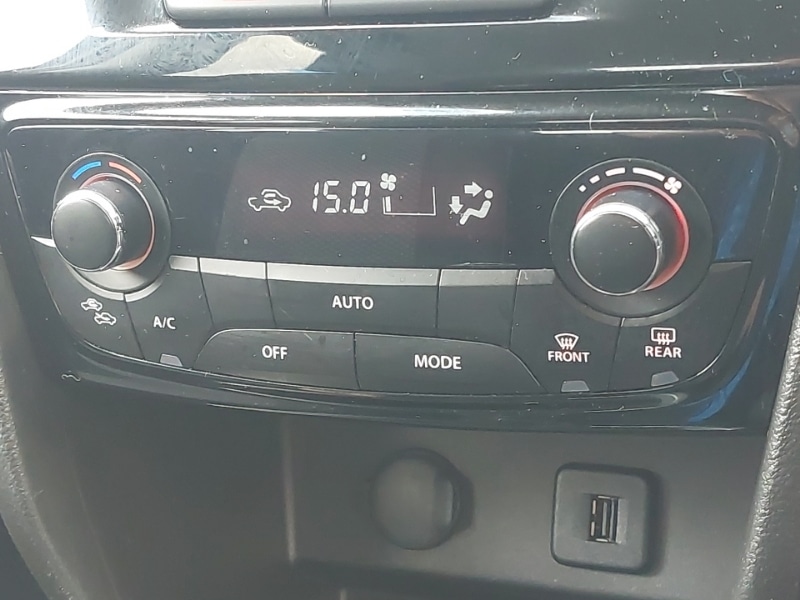 15.0
AUTO
A/C
OFF
MODE
FRONT
REAR